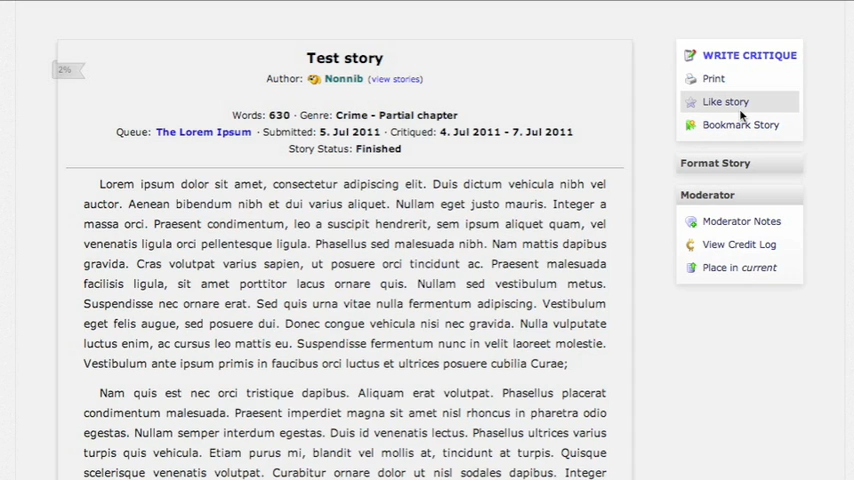 Test story
2%
Author: Nonnib (view stories)
Words: 630 · Genre: Crime - Partial chapter
Queue: The Lorem Ipsum · Submitted: 5. Jul 2011 · Critiqued: 4. Jul 2011 - 7. Jul 2011
Story Status: Finished
Lorem ipsum dolor sit amet, consectetur adipiscing elit. Duis dictum vehicula nibh vel
auctor. Aenean bibendum nibh et dui varius aliquet. Nullam eget justo mauris. Integer a
massa orci. Praesent condimentum, leo a suscipit hendrerit, sem ipsum aliquet quam, vel
venenatis ligula orci pellentesque ligula. Phasellus sed malesuada nibh. Nam mattis dapibus
gravida. Cras volutpat varius sapien, ut posuere orci tincidunt ac. Praesent malesuada
facilisis ligula, sit amet porttitor lacus ornare quis. Nullam sed vestibulum metus.
Suspendisse nec ornare erat. Sed quis urna vitae nulla fermentum adipiscing. Vestibulum
eget felis augue, sed posuere dui. Donec congue vehicula nisi nec gravida. Nulla vulputate
luctus enim, ac cursus leo mattis eu. Suspendisse fermentum nunc in velit laoreet molestie.
Vestibulum ante ipsum primis in faucibus orci luctus et ultrices posuere cubilia Curae;
Nam quis est nec orci tristique dapibus. Aliquam erat volutpat. Phasellus placerat
condimentum malesuada. Praesent imperdiet magna sit amet nisl rhoncus in pharetra odio
egestas. Nullam semper interdum egestas. Duis id venenatis lectus. Phasellus ultrices varius
turpis quis vehicula. Etiam purus mi, blandit vel mollis at, tincidunt at turpis. Quisque
scelerisque venenatis volutpat. Curabitur ornare dolor ut nisl sodales dapibus. Integer
WRITE CRITIQUE
Print
Like story
Bookmark Story
Format Story
Moderator
Moderator Notes
View Credit Log
Place in current